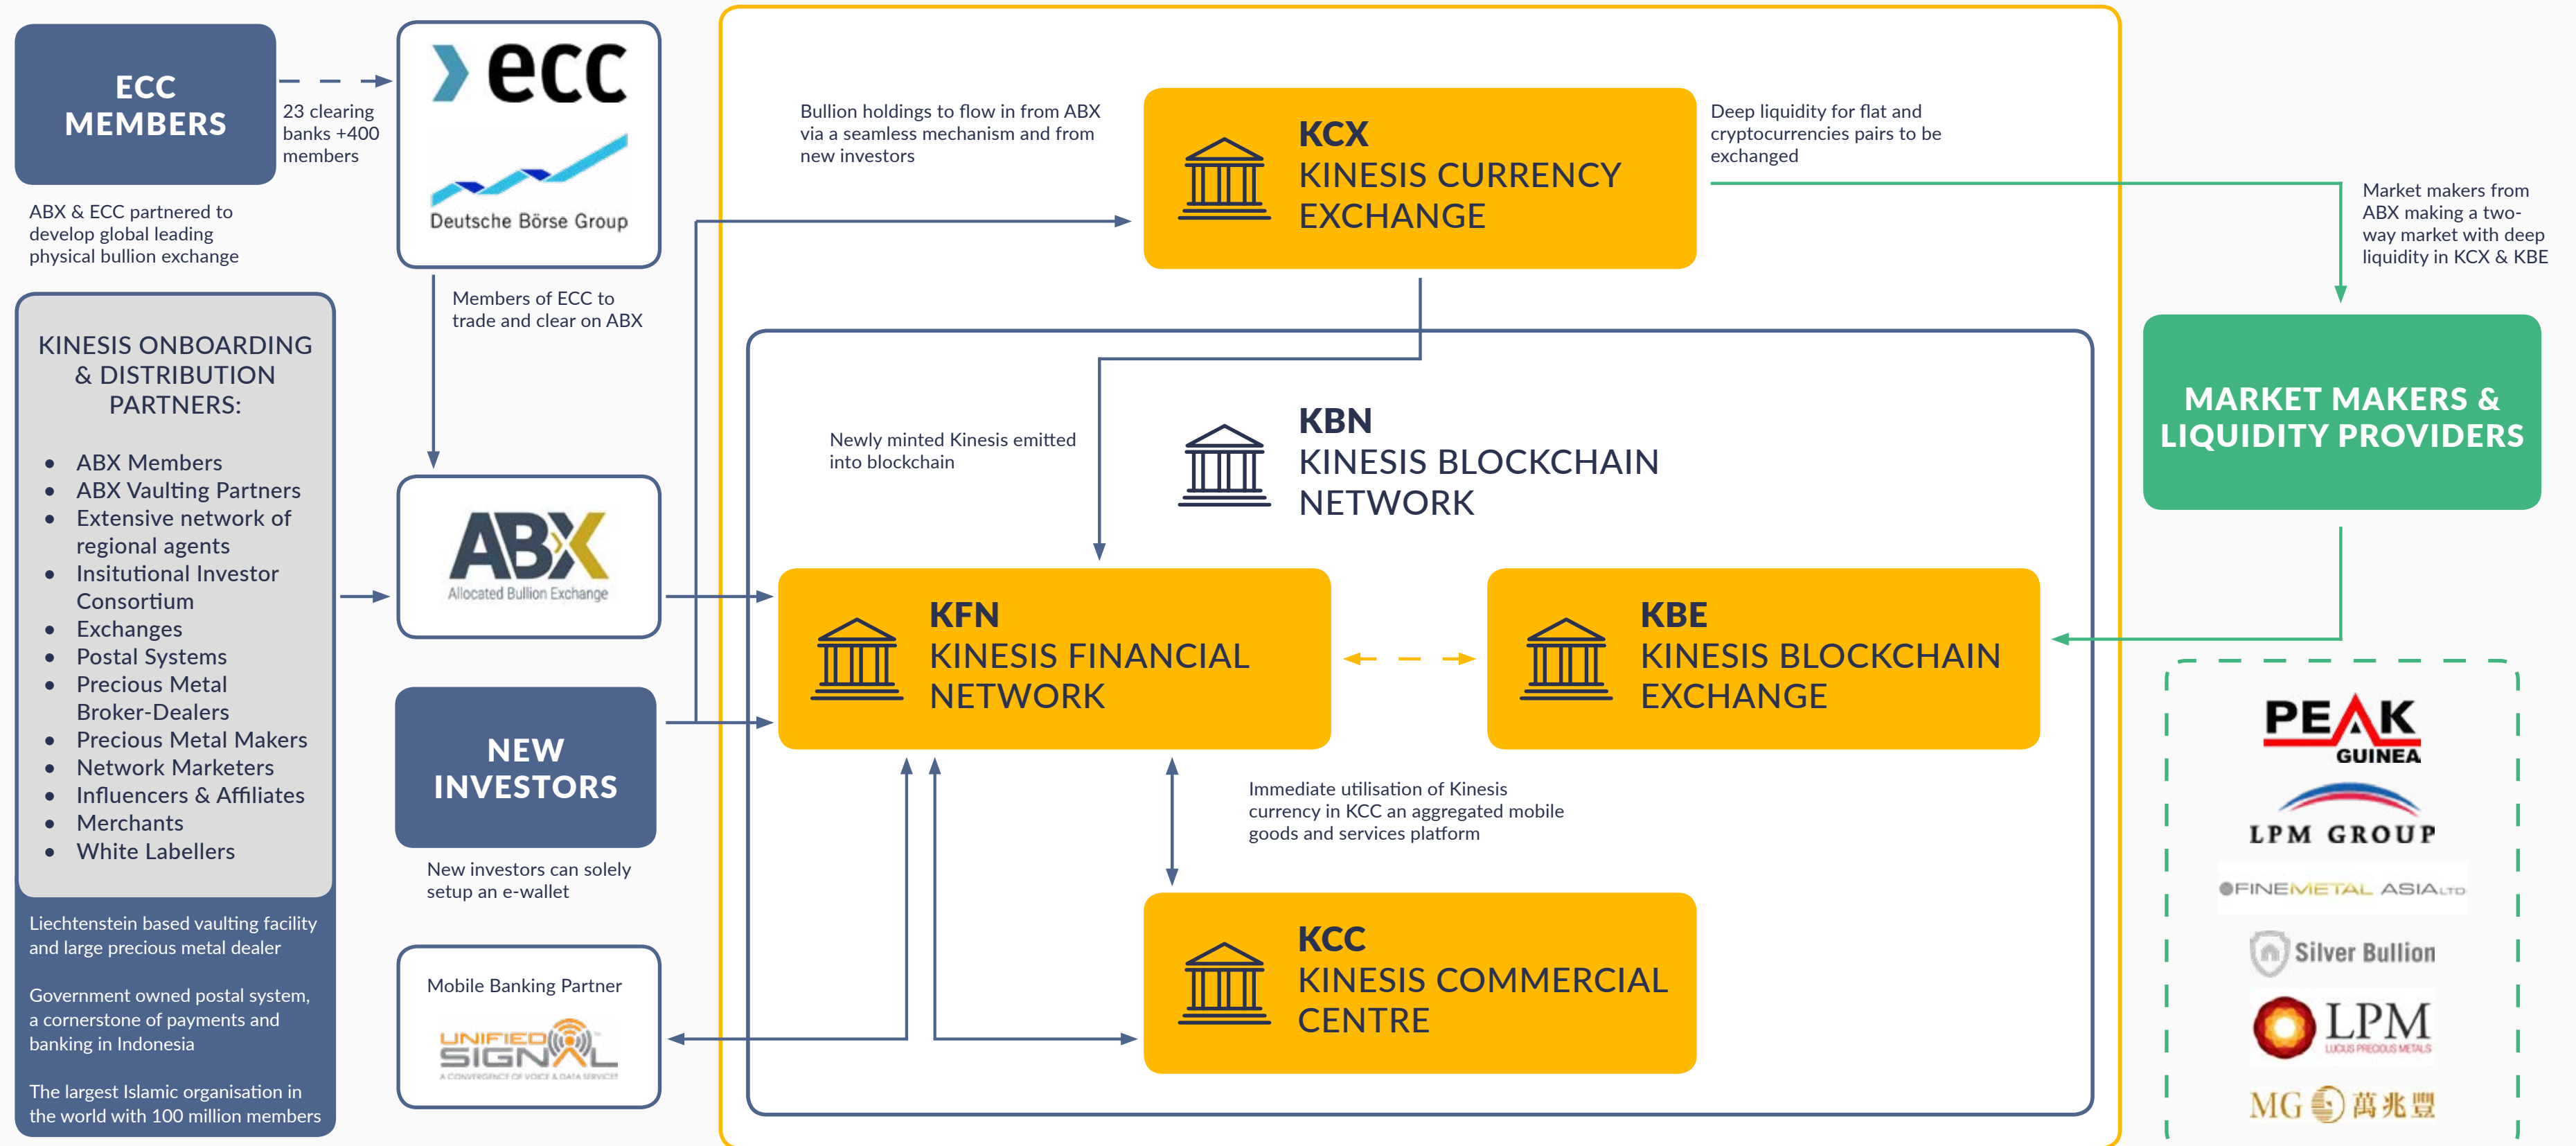 ECC
MEMBERS
23 clearing
banks +400
members
ABX & ECC partnered to
develop global leading
physical bullion exchange
ecc
Deutsche Börse Group
Members of ECC to
trade and clear on ABX
KINESIS ONBOARDING
& DISTRIBUTION
PARTNERS:
• ABX Members
• ABX Vaulting Partners
• Extensive network of
regional agents
• Insitutional Investor
Consortium
• Exchanges
• Postal Systems
• Precious Metal
Broker-Dealers
• Precious Metal Makers
• Network Marketers
• Influencers & Affiliates
• Merchants
• White Labellers
Liechtenstein based vaulting facility
and large precious metal dealer
Government owned postal system,
a cornerstone of payments and
banking in Indonesia
The largest Islamic organisation in
the world with 100 million members
ABX
Allocated Bullion Exchange
NEW
INVESTORS
New investors can solely
setup an e-wallet
Mobile Banking Partner
UNIFIED
SIGNAL
A CONVERGENCE OF VOICE & DATA SERVICES
Bullion holdings to flow in from ABX
via a seamless mechanism and from
new investors
KCX
KINESIS CURRENCY
EXCHANGE
Deep liquidity for flat and
cryptocurrencies pairs to be
exchanged
Newly minted Kinesis emitted
into blockchain
KBN
KINESIS BLOCKCHAIN
NETWORK
KFN
KINESIS FINANCIAL
NETWORK
KBE
KINESIS BLOCKCHAIN
EXCHANGE
Immediate utilisation of Kinesis
currency in KCC an aggregated mobile
goods and services platform
KCC
KINESIS COMMERCIAL
CENTRE
Market makers from
ABX making a two-
way market with deep
liquidity in KCX & KBE
MARKET MAKERS &
LIQUIDITY PROVIDERS
PEAK
GUINEA
LPM GROUP
FINEMETAL ASIA LTD
Silver Bullion
LPM
LUCIUS PRECIOUS METALS
MG 萬兆豐